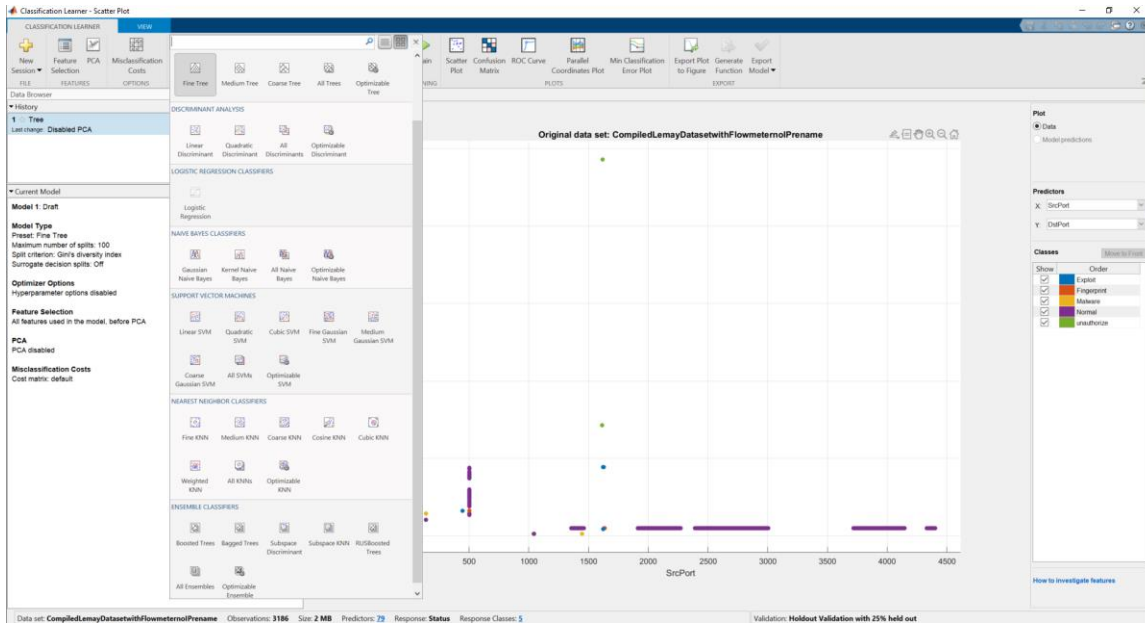 Classification Learner - Scatter Plot
CLASSIFICATION LEARNER VIEW
New Session Feature Selection PCA Misclassification Costs
Scatter Plot Confusion Matrix ROC Curve Parallel Coordinates Plot Min Classification Error Plot Export Plot to Figure Generate Function Export Model
FILE FEATURES OPTIONS PLOTS EXPORT
Data Browser
History
1 Tree
Last change: Disabled PCA
Current Model
Model 1: Draft
Model Type
Preset: Fine Tree
Maximum number of splits: 100
Split criterion: Gini's diversity index
Surrogate decision splits: Off
Optimizer Options
Hyperparameter options disabled
Feature Selection
All features used in the model, before PCA
PCA
PCA disabled
Misclassification Costs
Cost matrix: default
Fine Tree Medium Tree Coarse Tree All Trees Optimizable Tree
DISCRIMINANT ANALYSIS
Linear Discriminant Quadratic Discriminant All Discriminants Optimizable Discriminant
LOGISTIC REGRESSION CLASSIFIERS
Logistic Regression
NAIVE BAYES CLASSIFIERS
Gaussian Naive Bayes Kernel Naive Bayes All Naive Bayes Optimizable Naive Bayes
SUPPORT VECTOR MACHINES
Linear SVM Quadratic SVM Cubic SVM Fine Gaussian SVM Medium Gaussian SVM
Coarse Gaussian SVM All SVMs Optimizable SVM
NEAREST NEIGHBOR CLASSIFIERS
Fine KNN Medium KNN Coarse KNN Cosine KNN Cubic KNN
Weighted KNN All KNNs Optimizable KNN
ENSEMBLE CLASSIFIERS
Boosted Trees Bagged Trees Subspace Discriminant Subspace KNN RUSBoosted Trees
All Ensembles Optimizable Ensemble
Original data set: CompiledLemayDatasetwithFlowmeternoIPrename
500 1000 1500 2000 2500 3000 3500 4000 4500
SrcPort
Plot
Data
Model predictions
Predictors
X: SrcPort
Y: DstPort
Classes Move to Front
Show Order
Exploit
Fingerprint
Malware
Normal
unauthorize
How to investigate features
Data set: CompiledLemayDatasetwithFlowmeternoIPrename Observations: 3186 Size: 2 MB Predictors: 79 Response: Status Response Classes: 5 Validation: Holdout Validation with 25% held out